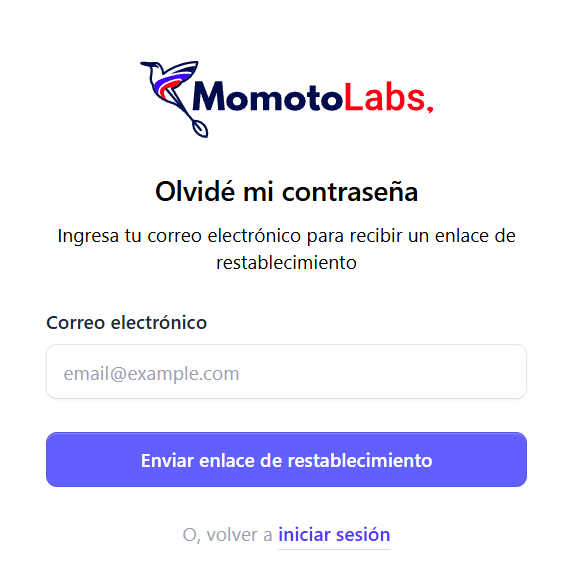 MomotoLabs.
Olvidé mi contraseña
Ingresa tu correo electrónico para recibir un enlace de
restablecimiento
Correo electrónico
email@example.com
Enviar enlace de restablecimiento
O, volver a iniciar sesión